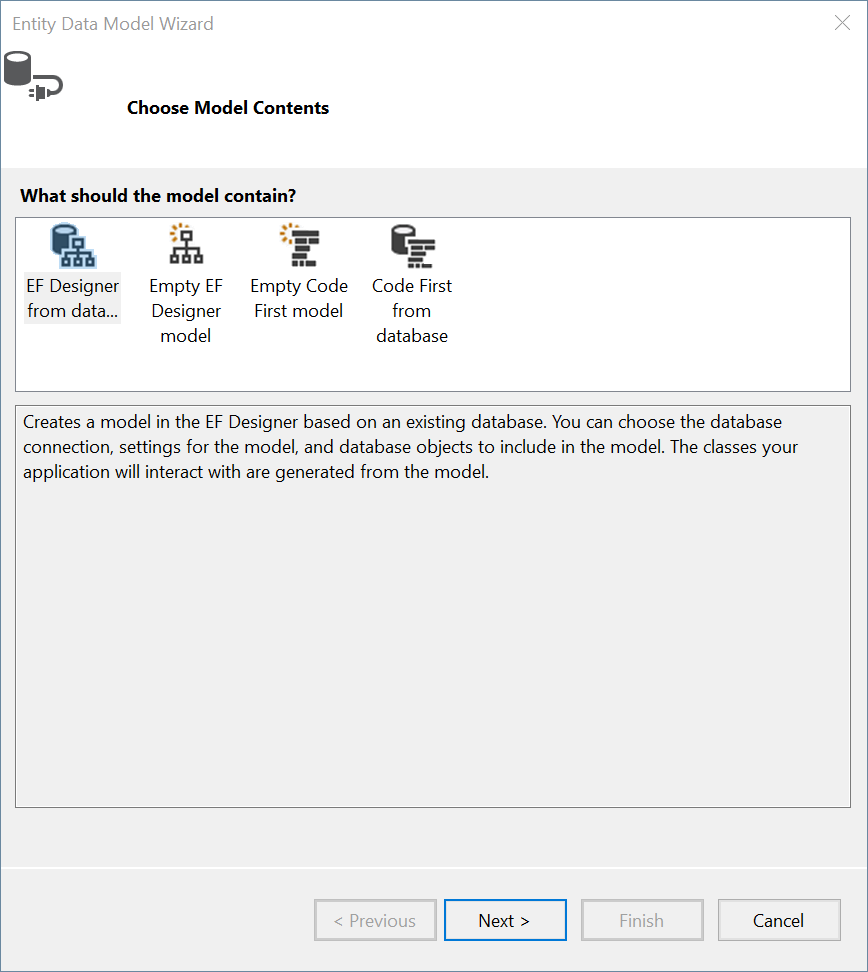 Entity Data Model Wizard
Choose Model Contents
What should the model contain?
EF Designer
from data...
Empty EF
Designer
model
Empty Code
First model
Code First
from
database
Creates a model in the EF Designer based on an existing database. You can choose the database
connection, settings for the model, and database objects to include in the model. The classes your
application will interact with are generated from the model.
< Previous
Next >
Finish
Cancel